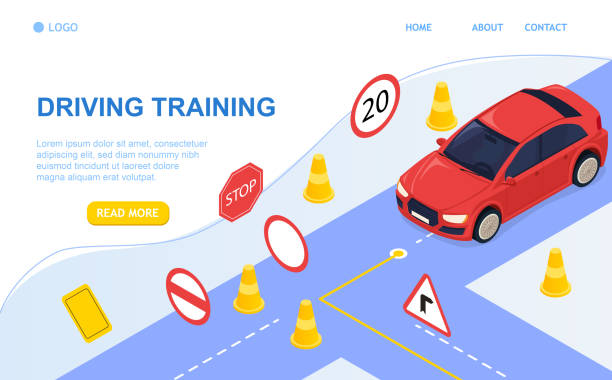 LOGO
HOME
ABOUT
CONTACT
DRIVING TRAINING
Lorem ipsum dolor sit amet, consectetuer
adipiscing elit, sed diam nonummy nibh
euismod tincidunt ut laoreet dolore
magna aliquam erat volutpat.
READ MORE
20
STOP